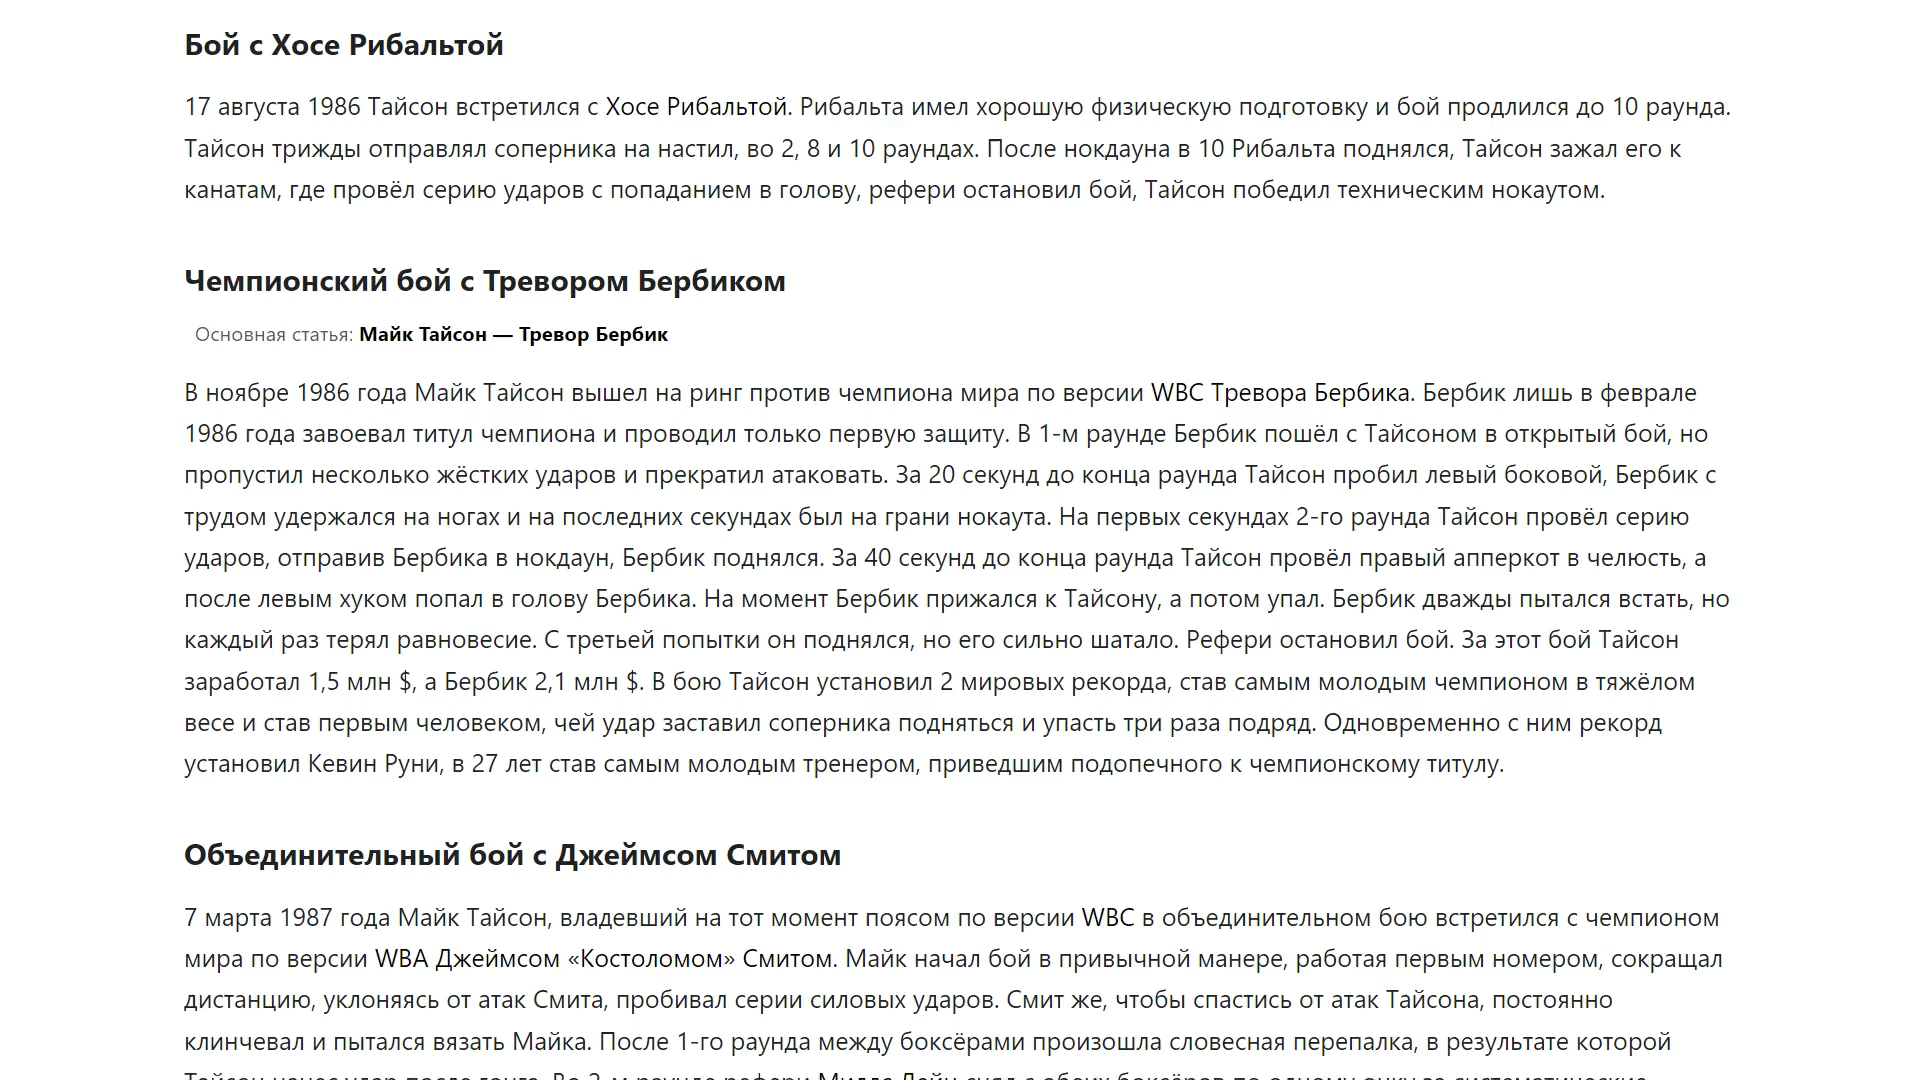 Бой с Хосе Рибальтой
17 августа 1986 Тайсон встретился с Хосе Рибальтой. Рибальта имел хорошую физическую подготовку и бой продлился до 10 раунда.
Тайсон трижды отправлял соперника на настил, во 2, 8 и 10 раундах. После нокдауна в 10 Рибальта поднялся, Тайсон зажал его к
канатам, где провёл серию ударов с попаданием в голову, рефери остановил бой, Тайсон победил техническим нокаутом.
Чемпионский бой с Тревором Бербиком
Основная статья: Майк Тайсон — Тревор Бербик
В ноябре 1986 года Майк Тайсон вышел на ринг против чемпиона мира по версии WBC Тревора Бербика. Бербик лишь в феврале
1986 года завоевал титул чемпиона и проводил только первую защиту. В 1-м раунде Бербик пошёл с Тайсоном в открытый бой, но
пропустил несколько жёстких ударов и прекратил атаковать. За 20 секунд до конца раунда Тайсон пробил левый боковой, Бербик с
трудом удержался на ногах и на последних секундах был на грани нокаута. На первых секундах 2-го раунда Тайсон провёл серию
ударов, отправив Бербика в нокдаун, Бербик поднялся. За 40 секунд до конца раунда Тайсон провёл правый апперкот в челюсть, а
после левым хуком попал в голову Бербика. На момент Бербик прижался к Тайсону, а потом упал. Бербик дважды пытался встать, но
каждый раз терял равновесие. С третьей попытки он поднялся, но его сильно шатало. Рефери остановил бой. За этот бой Тайсон
заработал 1,5 млн $, а Бербик 2,1 млн $. В бою Тайсон установил 2 мировых рекорда, став самым молодым чемпионом в тяжёлом
весе и став первым человеком, чей удар заставил соперника подняться и упасть три раза подряд. Одновременно с ним рекорд
установил Кевин Руни, в 27 лет став самым молодым тренером, приведшим подопечного к чемпионскому титулу.
Объединительный бой с Джеймсом Смитом
7 марта 1987 года Майк Тайсон, владевший на тот момент поясом по версии WBC в объединительном бою встретился с чемпионом
мира по версии WBA Джеймсом «Костоломом» Смитом. Майк начал бой в привычной манере, работая первым номером, сокращал
дистанцию, уклоняясь от атак Смита, пробивал серии силовых ударов. Смит же, чтобы спастись от атак Тайсона, постоянно
клинчевал и пытался вязать Майка. После 1-го раунда между боксёрами произошла словесная перепалка, в результате которой